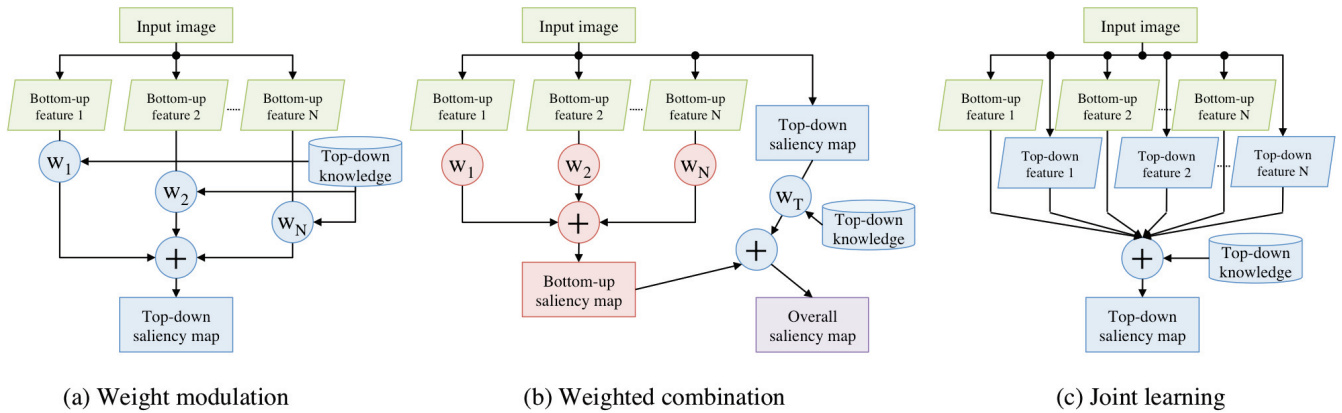 Input image
Bottom-up
feature 1
Bottom-up
feature 2
.....
Bottom-up
feature N
W1
Top-down
knowledge
W2
WN
+
Top-down
saliency map
(a) Weight modulation
Input image
Bottom-up
feature 1
Bottom-up
feature 2
.....
Bottom-up
feature N
Top-down
saliency map
W1
W2
WN
WT
+
Top-down
knowledge
+
Bottom-up
saliency map
Overall
saliency map
(b) Weighted combination
Input image
Bottom-up
feature 1
Bottom-up
feature 2
.....
Bottom-up
feature N
Top-down
feature 1
Top-down
feature 2
.....
Top-down
feature N
+
Top-down
knowledge
Top-down
saliency map
(c) Joint learning